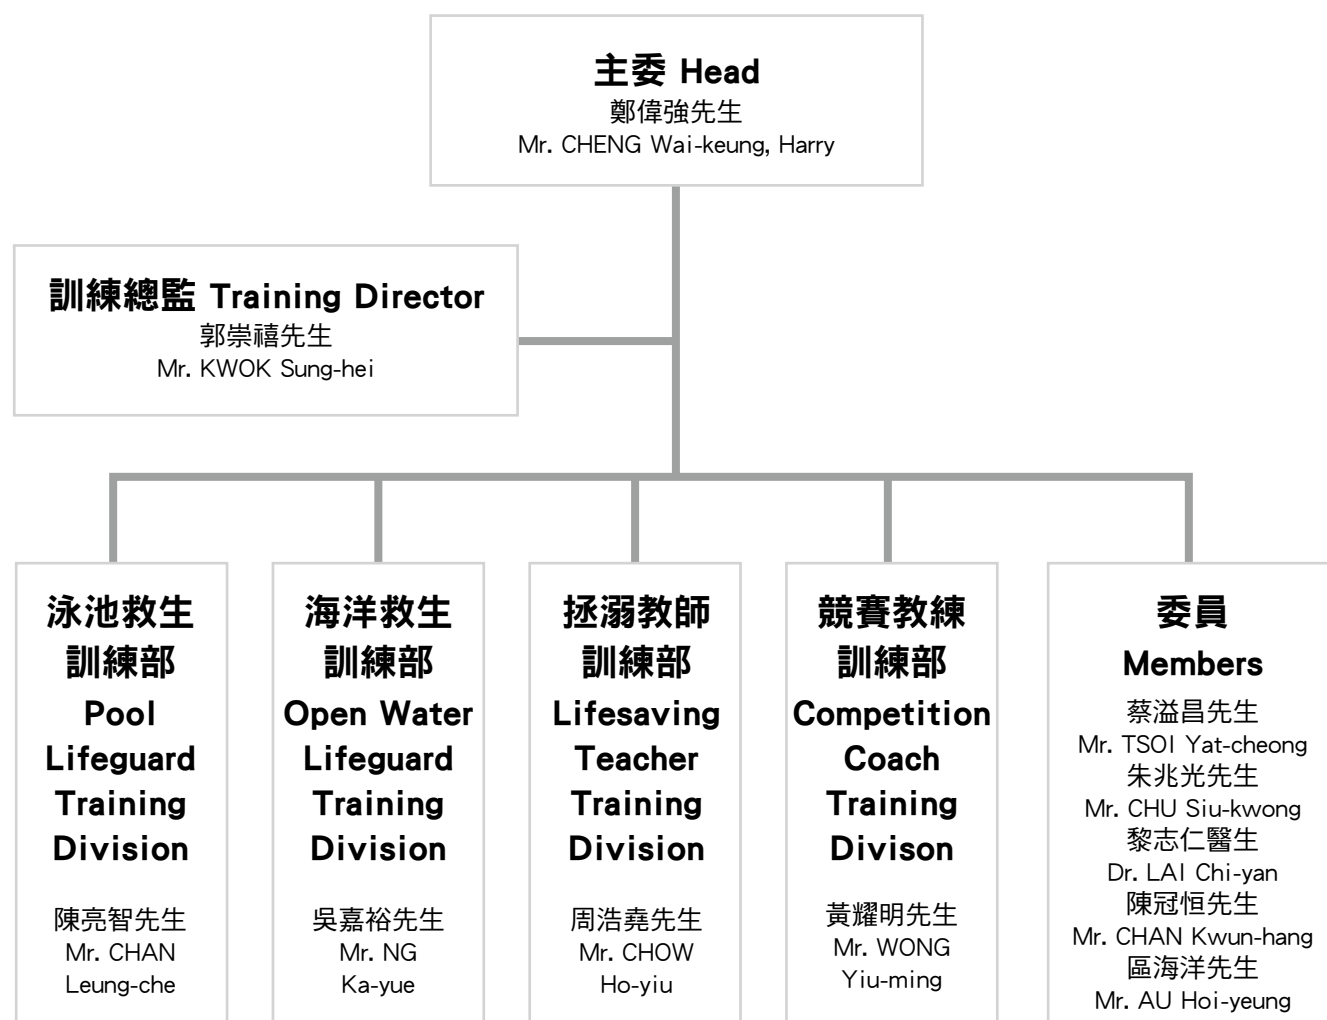 主委 Head
鄭偉強先生
Mr. CHENG Wai-keung, Harry
訓練總監 Training Director
郭崇禧先生
Mr. KWOK Sung-hei
泳池救生
訓練部
Pool
Lifeguard
Training
Division
陳亮智先生
Mr. CHAN
Leung-che
海洋救生
訓練部
Open Water
Lifeguard
Training
Division
吳嘉裕先生
Mr. NG
Ka-yue
拯溺教師
訓練部
Lifesaving
Teacher
Training
Division
周浩堯先生
Mr. CHOW
Ho-yiu
競賽教練
訓練部
Competition
Coach
Training
Divison
黃耀明先生
Mr. WONG
Yiu-ming
委員
Members
蔡溢昌先生
Mr. TSOI Yat-cheong
朱兆光先生
Mr. CHU Siu-kwong
黎志仁醫生
Dr. LAI Chi-yan
陳冠恒先生
Mr. CHAN Kwun-hang
區海洋先生
Mr. AU Hoi-yeung